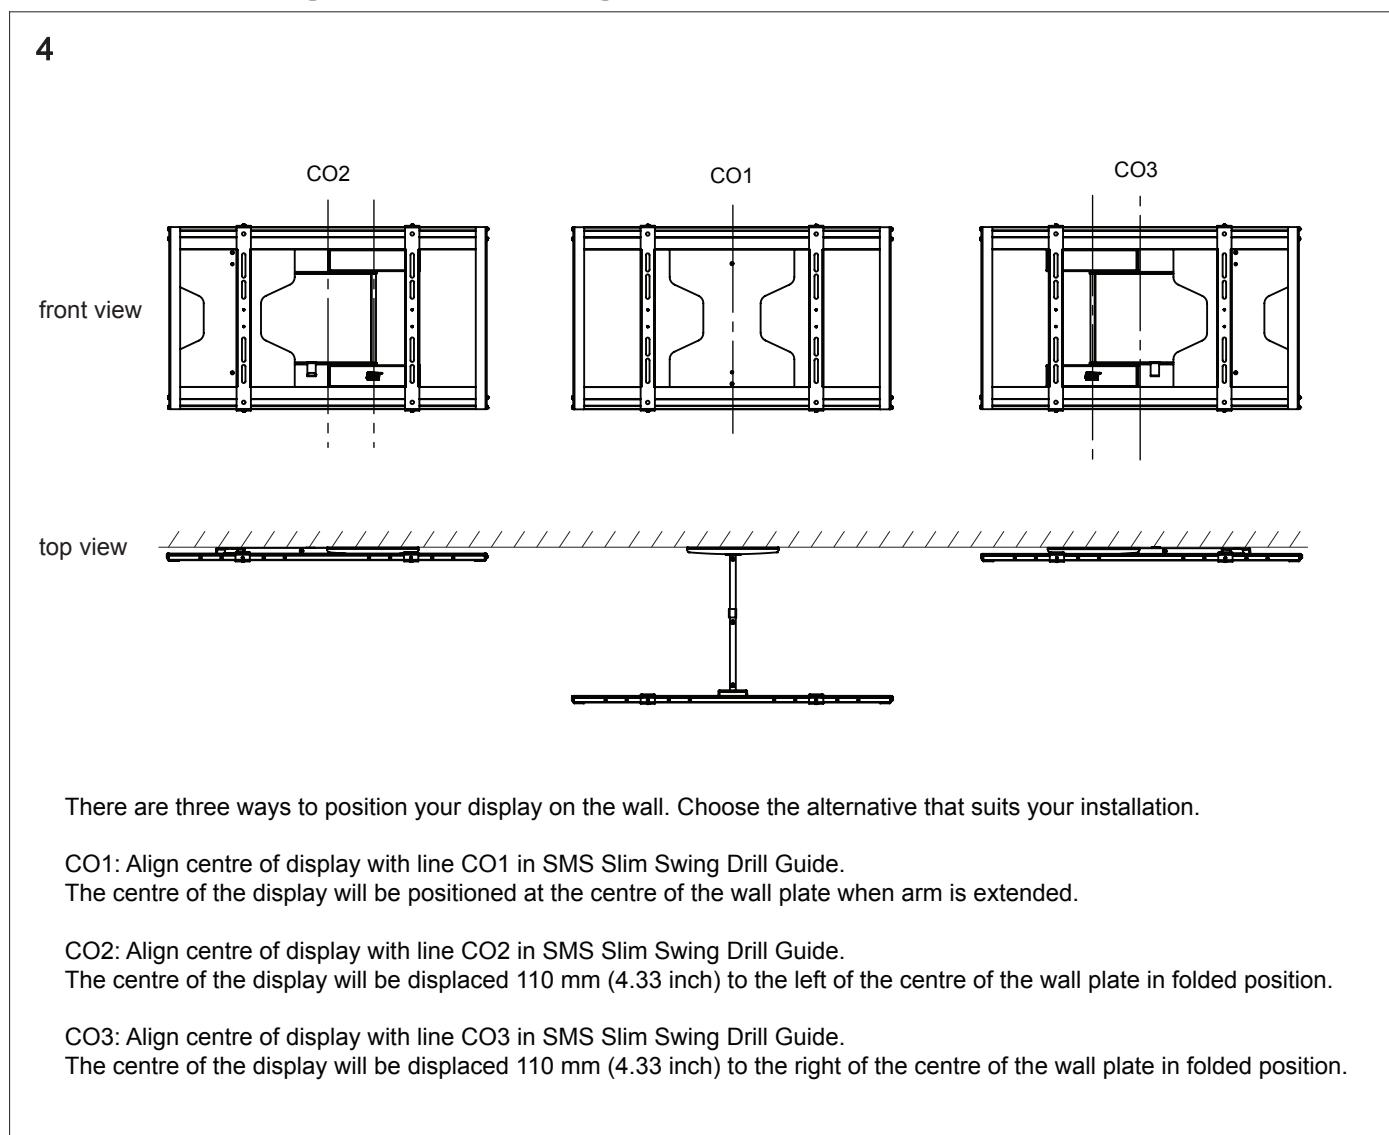 4
CO2
CO1
CO3
front view
top view
There are three ways to position your display on the wall. Choose the alternative that suits your installation.
CO1: Align centre of display with line CO1 in SMS Slim Swing Drill Guide.
The centre of the display will be positioned at the centre of the wall plate when arm is extended.
CO2: Align centre of display with line CO2 in SMS Slim Swing Drill Guide.
The centre of the display will be displaced 110 mm (4.33 inch) to the left of the centre of the wall plate in folded position.
CO3: Align centre of display with line CO3 in SMS Slim Swing Drill Guide.
The centre of the display will be displaced 110 mm (4.33 inch) to the right of the centre of the wall plate in folded position.